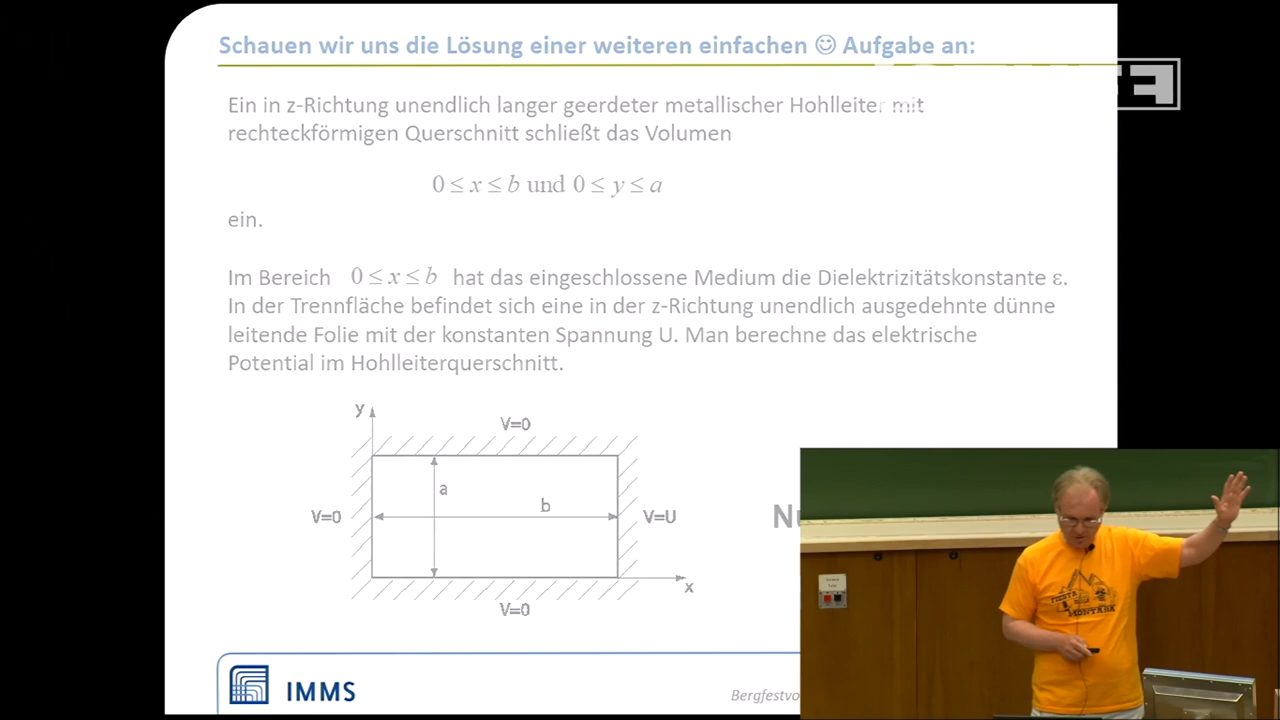 Schauen wir uns die Lösung einer weiteren einfachen ☺ Aufgabe an:
Ein in z-Richtung unendlich langer geerdeter metallischer Hohlleiter mit
rechteckförmigen Querschnitt schließt das Volumen
0 ≤ x ≤ b und 0 ≤ y ≤ a
ein.
Im Bereich 0 ≤ x ≤ b hat das eingeschlossene Medium die Dielektrizitätskonstante ε.
In der Trennfläche befindet sich eine in der z-Richtung unendlich ausgedehnte dünne
leitende Folie mit der konstanten Spannung U. Man berechne das elektrische
Potential im Hohlleiterquerschnitt.
y
V=0
a
b
V=0
V=U
x
V=0
FIESTA
MONTAÑA
IMMS